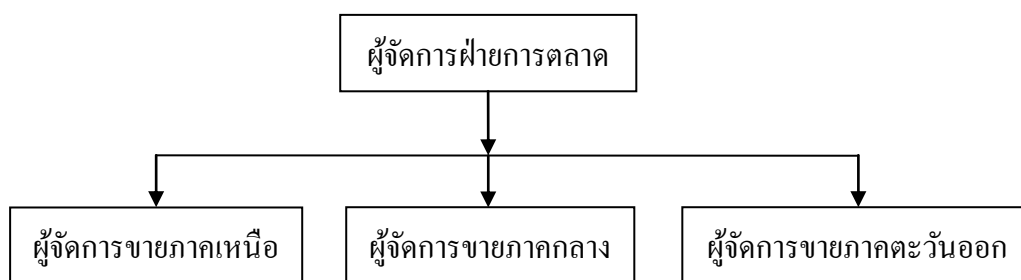 ผู้จัดการฝ่ายการตลาด
ผู้จัดการขายภาคเหนือ
ผู้จัดการขายภาคกลาง
ผู้จัดการขายภาคตะวันออก